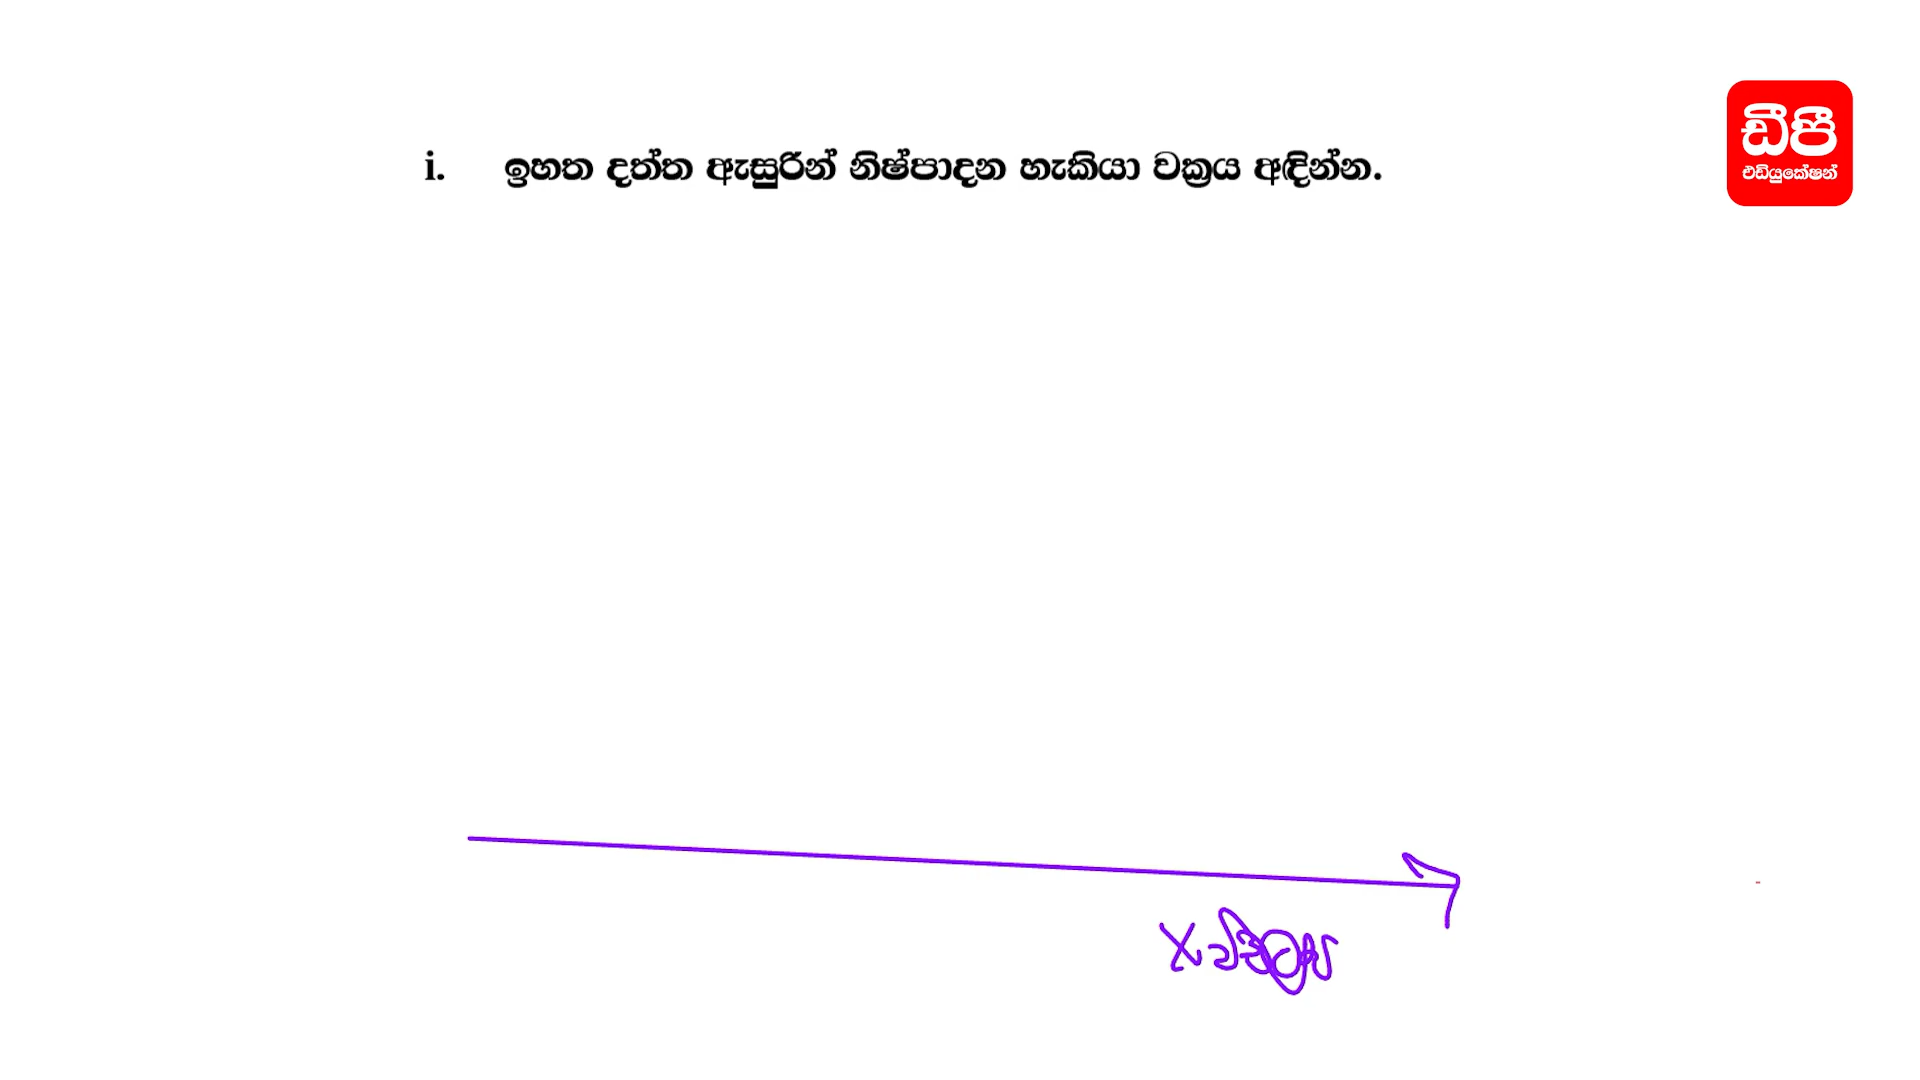 ඩීපී
එඩියුකේෂන්
i. ඉහත දත්ත ඇසුරින් නිෂ්පාදන හැකියා වක්‍රය අඳින්න.
X